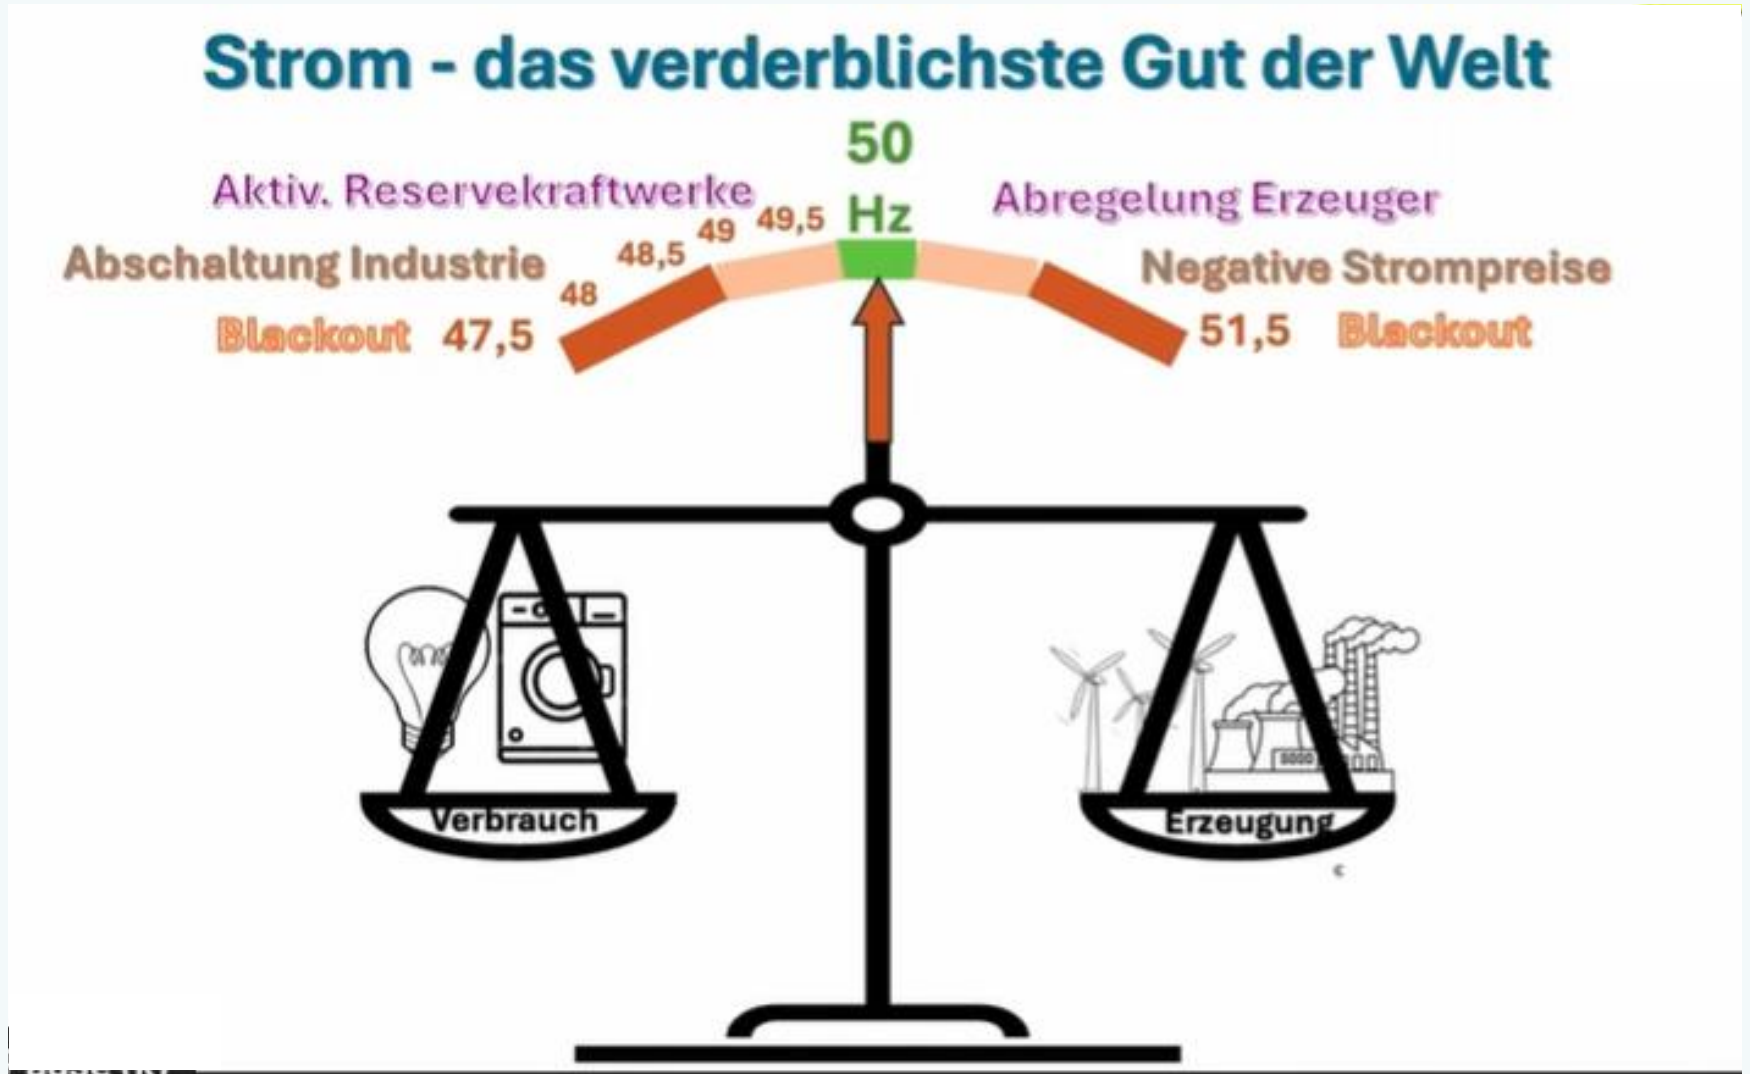 Strom - das verderblichste Gut der Welt
50
Hz
Aktiv. Reservekraftwerke
Abregelung Erzeuger
49,5
49
48,5
48
Abschaltung Industrie
Negative Strompreise
Blackout 47,5
51,5 Blackout
Verbrauch
Erzeugung